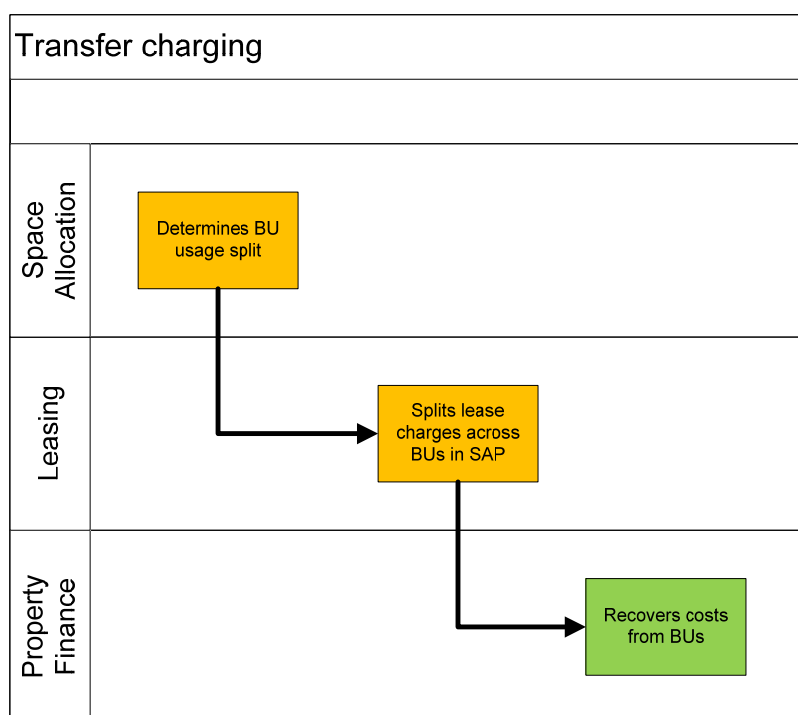 Transfer charging
Space
Allocation
Determines BU
usage split
Leasing
Splits lease
charges across
BUs in SAP
Property
Finance
Recovers costs
from BUs